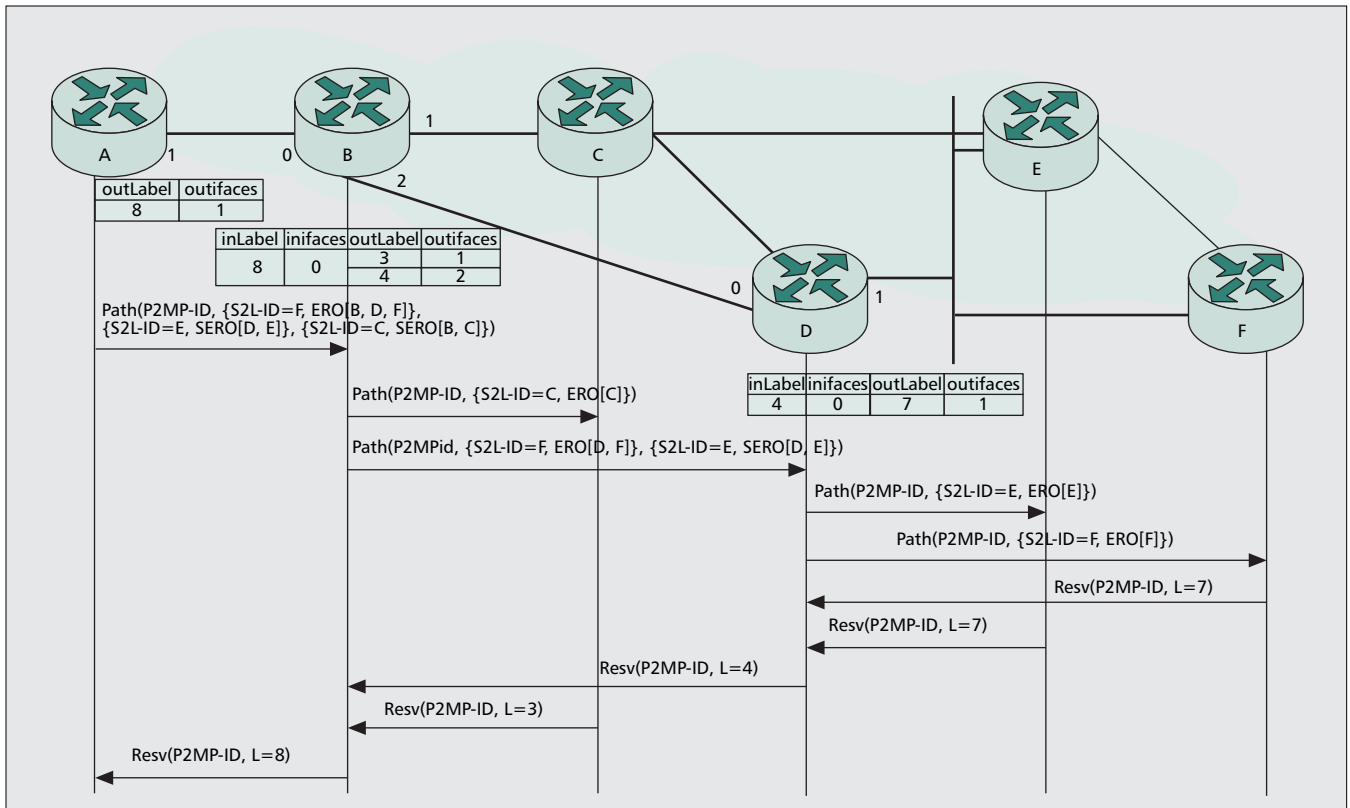 A
1
0
B
1
2
C
E
0
D
1
F
outLabel outifaces
8 1
inLabel inifaces outLabel outifaces
8 0 3 1
4 2
inLabel inifaces outLabel outifaces
4 0 7 1
Path(P2MP-ID, {S2L-ID=F, ERO[B, D, F]},
{S2L-ID=E, SERO[D, E]}, {S2L-ID=C, SERO[B, C]})
Path(P2MP-ID, {S2L-ID=C, ERO[C]})
Path(P2MPid, {S2L-ID=F, ERO[D, F]}, {S2L-ID=E, SERO[D, E]})
Path(P2MP-ID, {S2L-ID=E, ERO[E]})
Path(P2MP-ID, {S2L-ID=F, ERO[F]})
Resv(P2MP-ID, L=7)
Resv(P2MP-ID, L=7)
Resv(P2MP-ID, L=4)
Resv(P2MP-ID, L=3)
Resv(P2MP-ID, L=8)